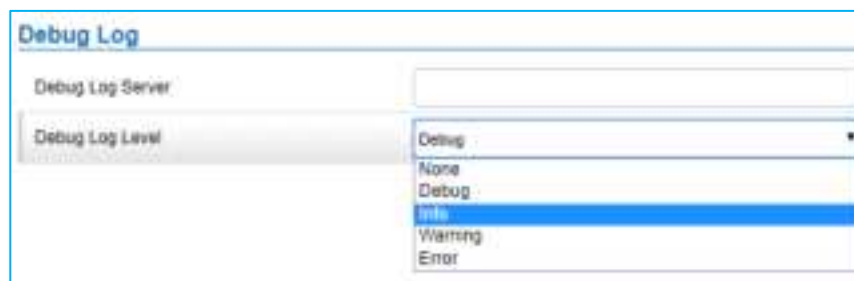 Debug Log
Debug Log Server
Debug Log Level
Debug
None
Debug
Info
Warning
Error